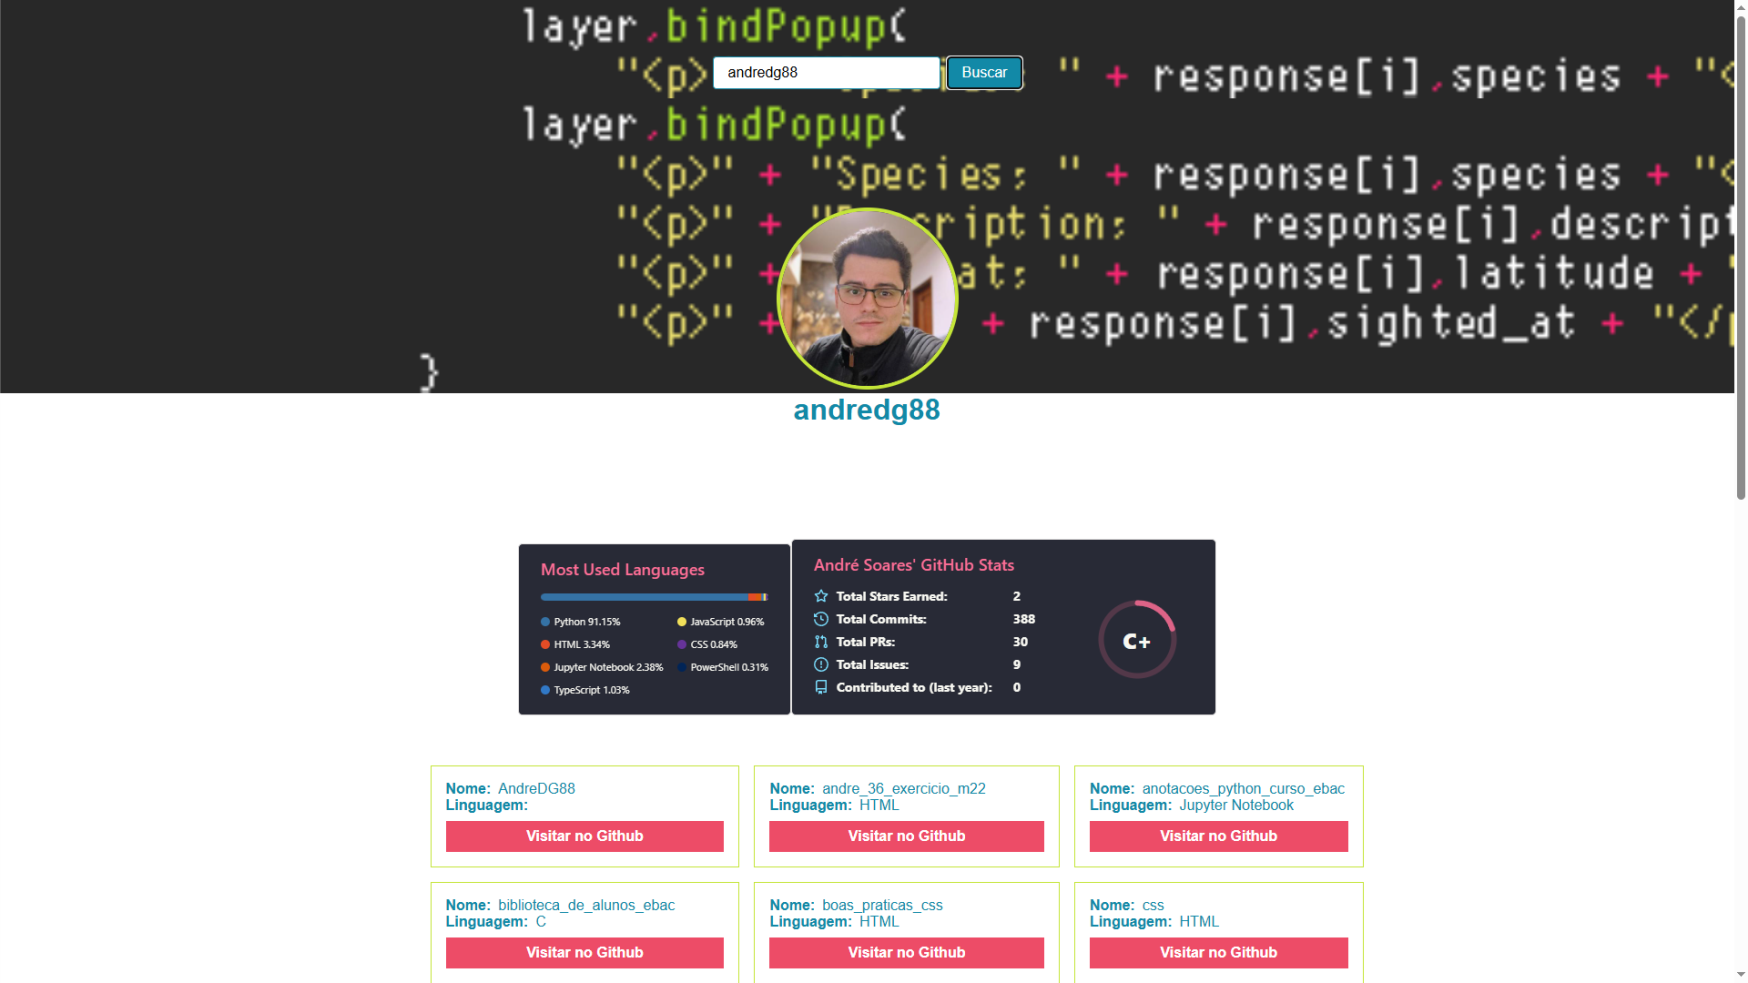 layer.bindPopup(
"<p>
andredg88
Buscar
" + response[i].species + "<
layer.bindPopup(
"<p>" + "Species: " + response[i].species + "<
"<p>" + cription: " + response[i].descript
"<p>" + at: " + response[i].latitude + "
"<p>" + + response[i].sighted_at + "</p
}
andredg88
Most Used Languages
Python 91.15%
JavaScript 0.96%
HTML 3.34%
CSS 0.84%
Jupyter Notebook 2.38%
PowerShell 0.31%
TypeScript 1.03%
André Soares' GitHub Stats
Total Stars Earned: 2
Total Commits: 388
Total PRs: 30
Total Issues: 9
Contributed to (last year): 0
C+
Nome: AndreDG88
Linguagem:
Visitar no Github
Nome: andre_36_exercicio_m22
Linguagem: HTML
Visitar no Github
Nome: anotacoes_python_curso_ebac
Linguagem: Jupyter Notebook
Visitar no Github
Nome: biblioteca_de_alunos_ebac
Linguagem: C
Visitar no Github
Nome: boas_praticas_css
Linguagem: HTML
Visitar no Github
Nome: css
Linguagem: HTML
Visitar no Github